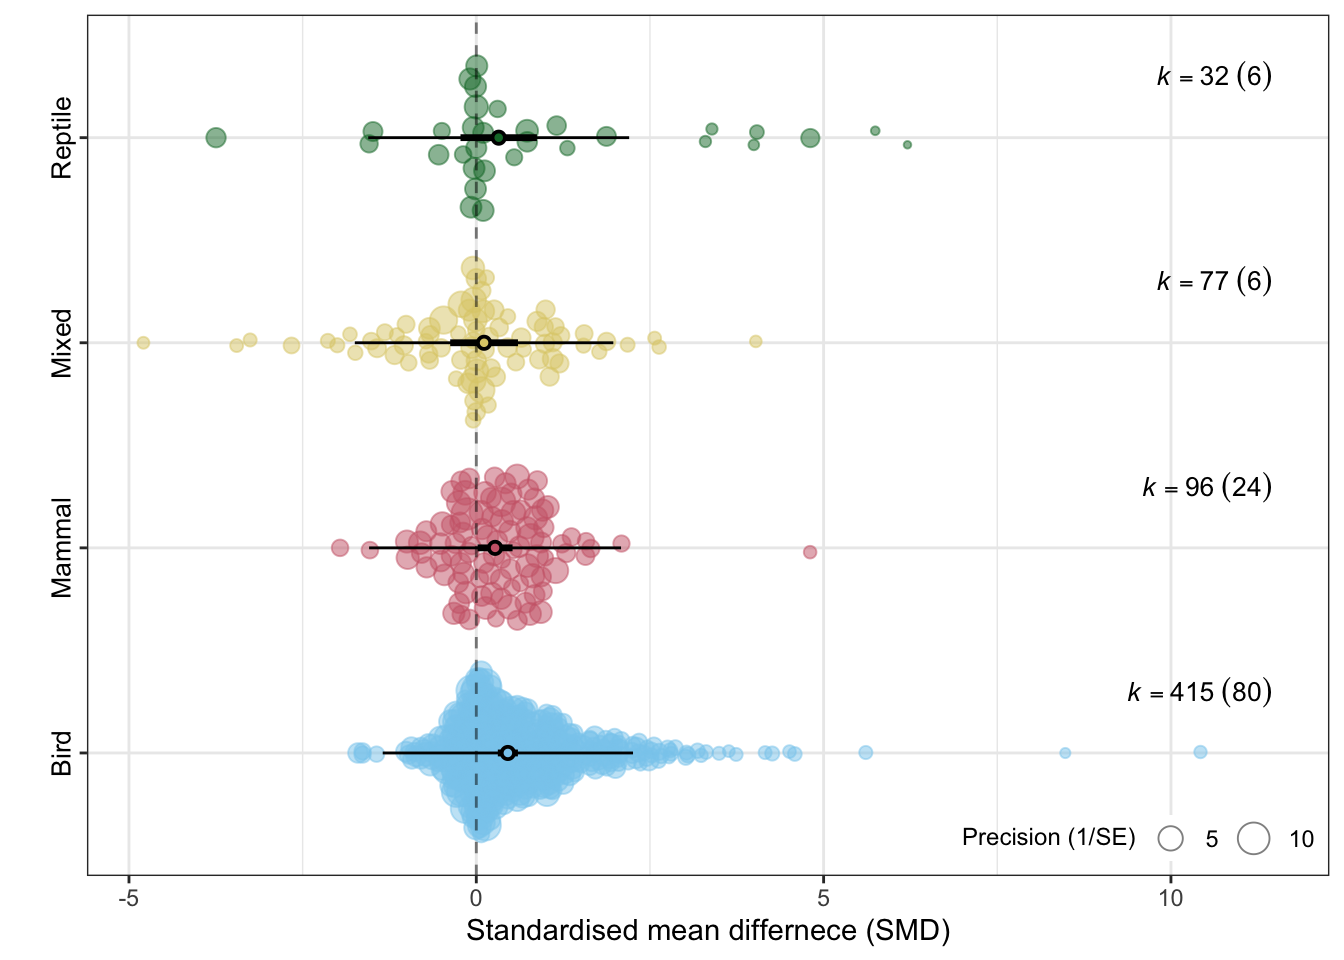 Reptile
k = 32 (6)
Mixed
k = 77 (6)
Mammal
k = 96 (24)
Bird
k = 415 (80)
Precision (1/SE) 5 10
-5 0 5 10
Standardised mean differnece (SMD)